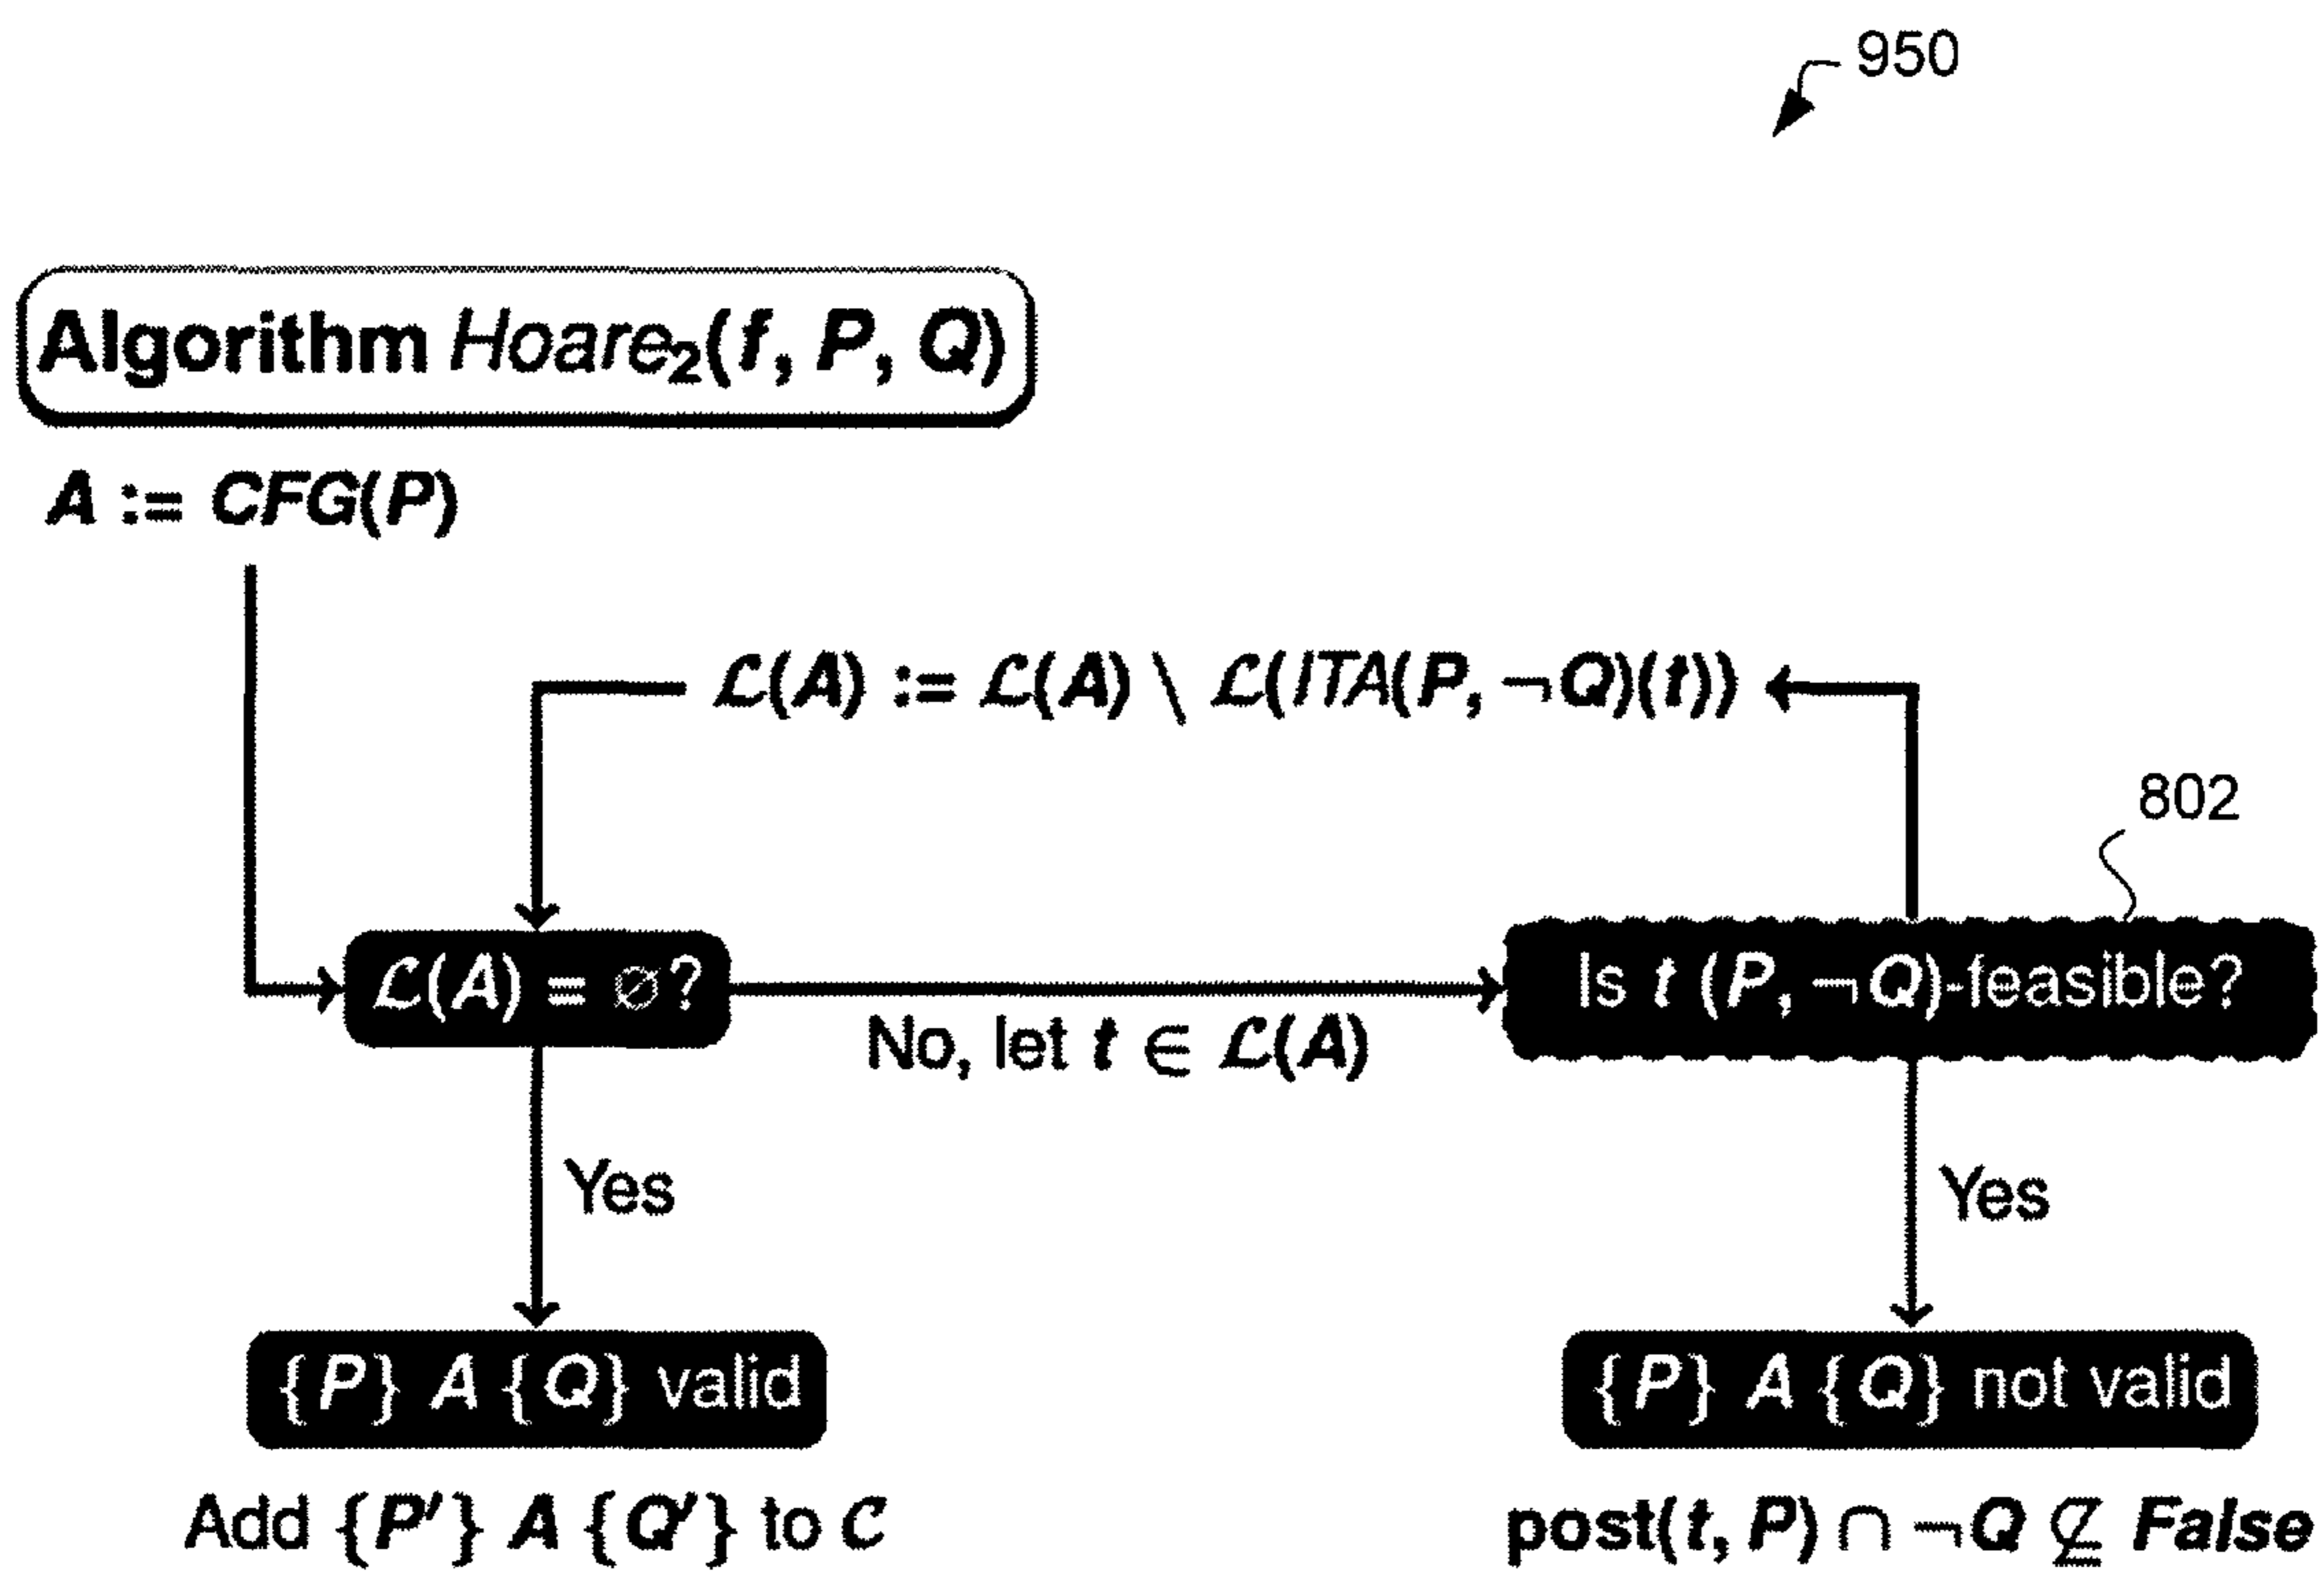 950
Algorithm Hoare₂(f, P, Q)
A := CFG(P)
ℒ(A) := ℒ(A) \ ℒ(ITA(P, ¬Q)(t))
802
ℒ(A) = ∅?
Is t (P, ¬Q)-feasible?
No, let t ∈ ℒ(A)
Yes
Yes
{P} A {Q} valid
{P} A {Q} not valid
Add {P′} A {Q′} to 𝒞
post(t, P) ∩ ¬Q ⊈ False